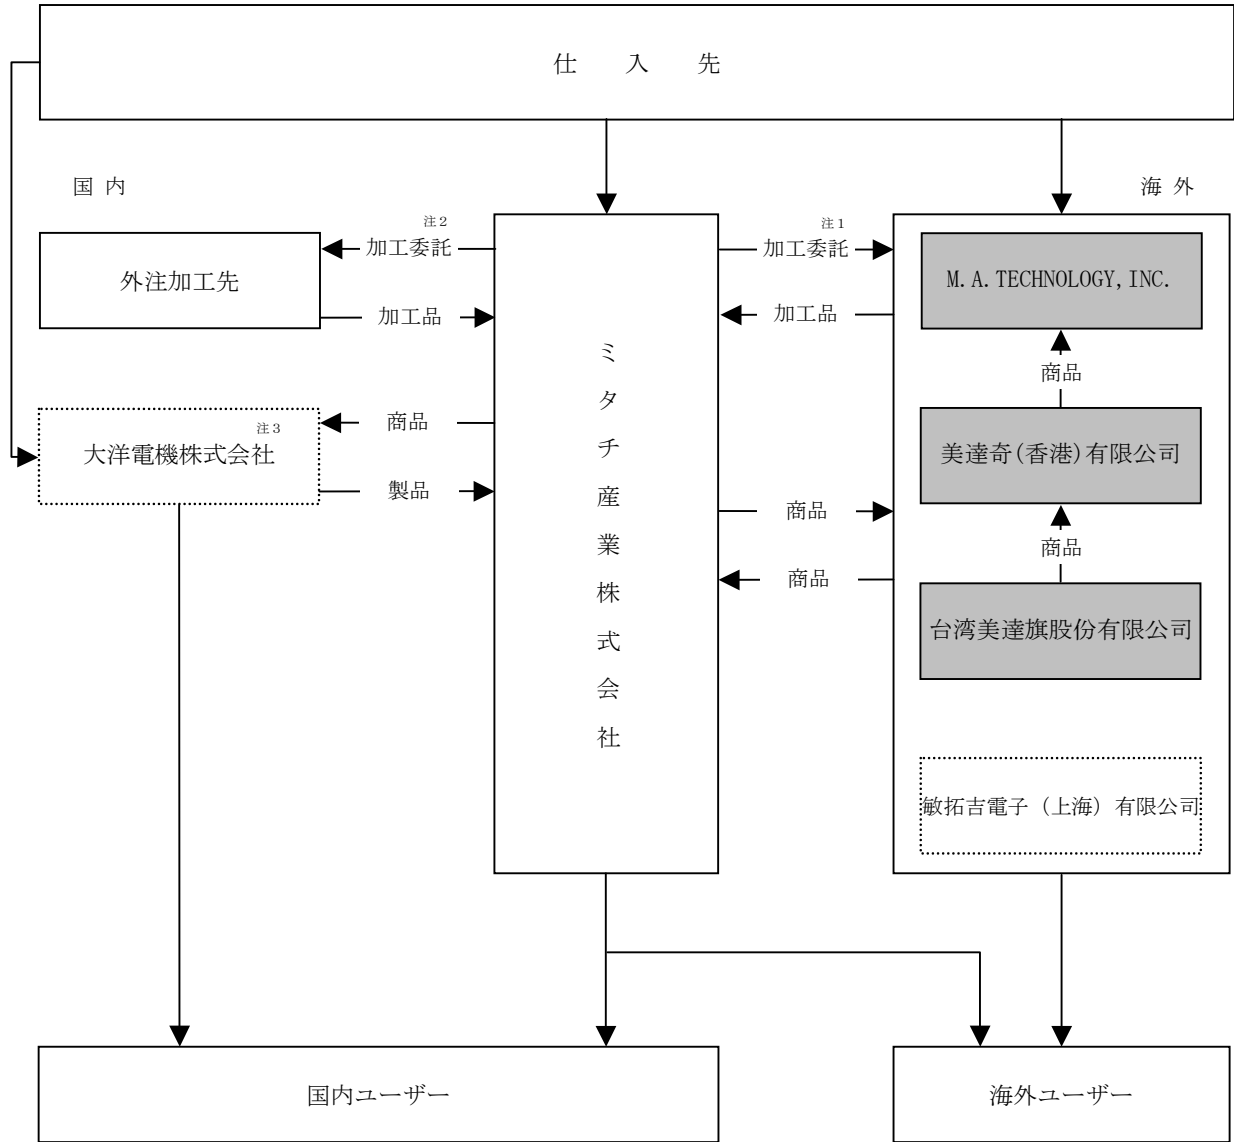 仕 入 先
国 内
海 外
注２
加工委託
注１
加工委託
外注加工先
M.A.TECHNOLOGY,INC.
加工品
加工品
ミタチ産業株式会社
商品
注３
大洋電機株式会社
商品
美達奇(香港)有限公司
製品
商品
商品
商品
台湾美達旗股份有限公司
敏拓吉電子（上海）有限公司
国内ユーザー
海外ユーザー